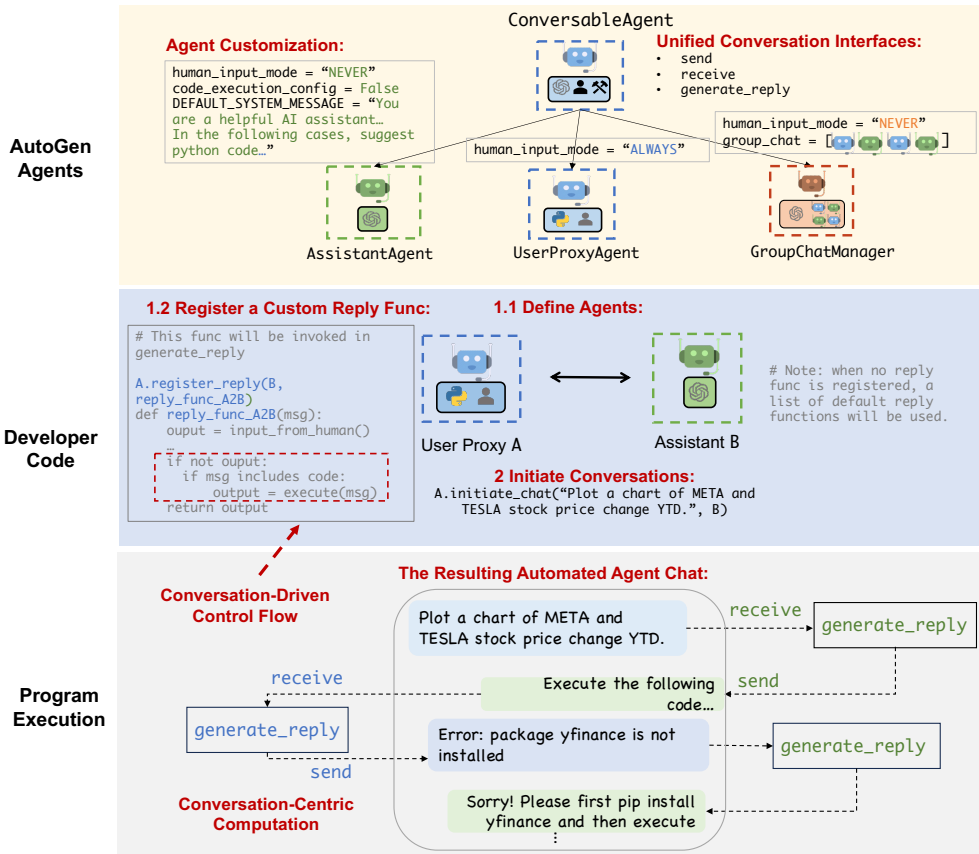 ConversableAgent
Agent Customization:
human_input_mode = “NEVER”
code_execution_config = False
DEFAULT_SYSTEM_MESSAGE = “You
are a helpful AI assistant…
In the following cases, suggest
python code…”
Unified Conversation Interfaces:
• send
• receive
• generate_reply
AutoGen
Agents
human_input_mode = “ALWAYS”
human_input_mode = “NEVER”
group_chat = [ ]
AssistantAgent
UserProxyAgent
GroupChatManager
1.2 Register a Custom Reply Func:
# This func will be invoked in
generate_reply
A.register_reply(B,
reply_func_A2B)
def reply_func_A2B(msg):
ouput = input_from_human()
…
if not ouput:
if msg includes code:
output = execute(msg)
return output
1.1 Define Agents:
User Proxy A
Assistant B
# Note: when no reply
func is registered, a
list of default reply
functions will be used.
Developer
Code
2 Initiate Conversations:
A.initiate_chat(“Plot a chart of META and
TESLA stock price change YTD.”, B)
Conversation-Driven
Control Flow
The Resulting Automated Agent Chat:
Plot a chart of META and
TESLA stock price change YTD.
receive
generate_reply
send
Execute the following
code…
receive
Program
Execution
generate_reply
send
Error: package yfinance is not
installed
generate_reply
Conversation-Centric
Computation
Sorry! Please first pip install
yfinance and then execute
⋮